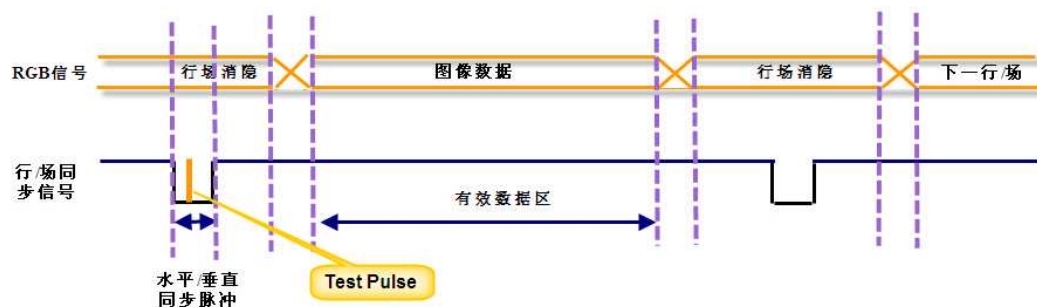 RGB信号
行场消隐
图像数据
行场消隐
下一行/场
行/场同
步信号
有效数据区
水平/垂直
同步脉冲
Test Pulse